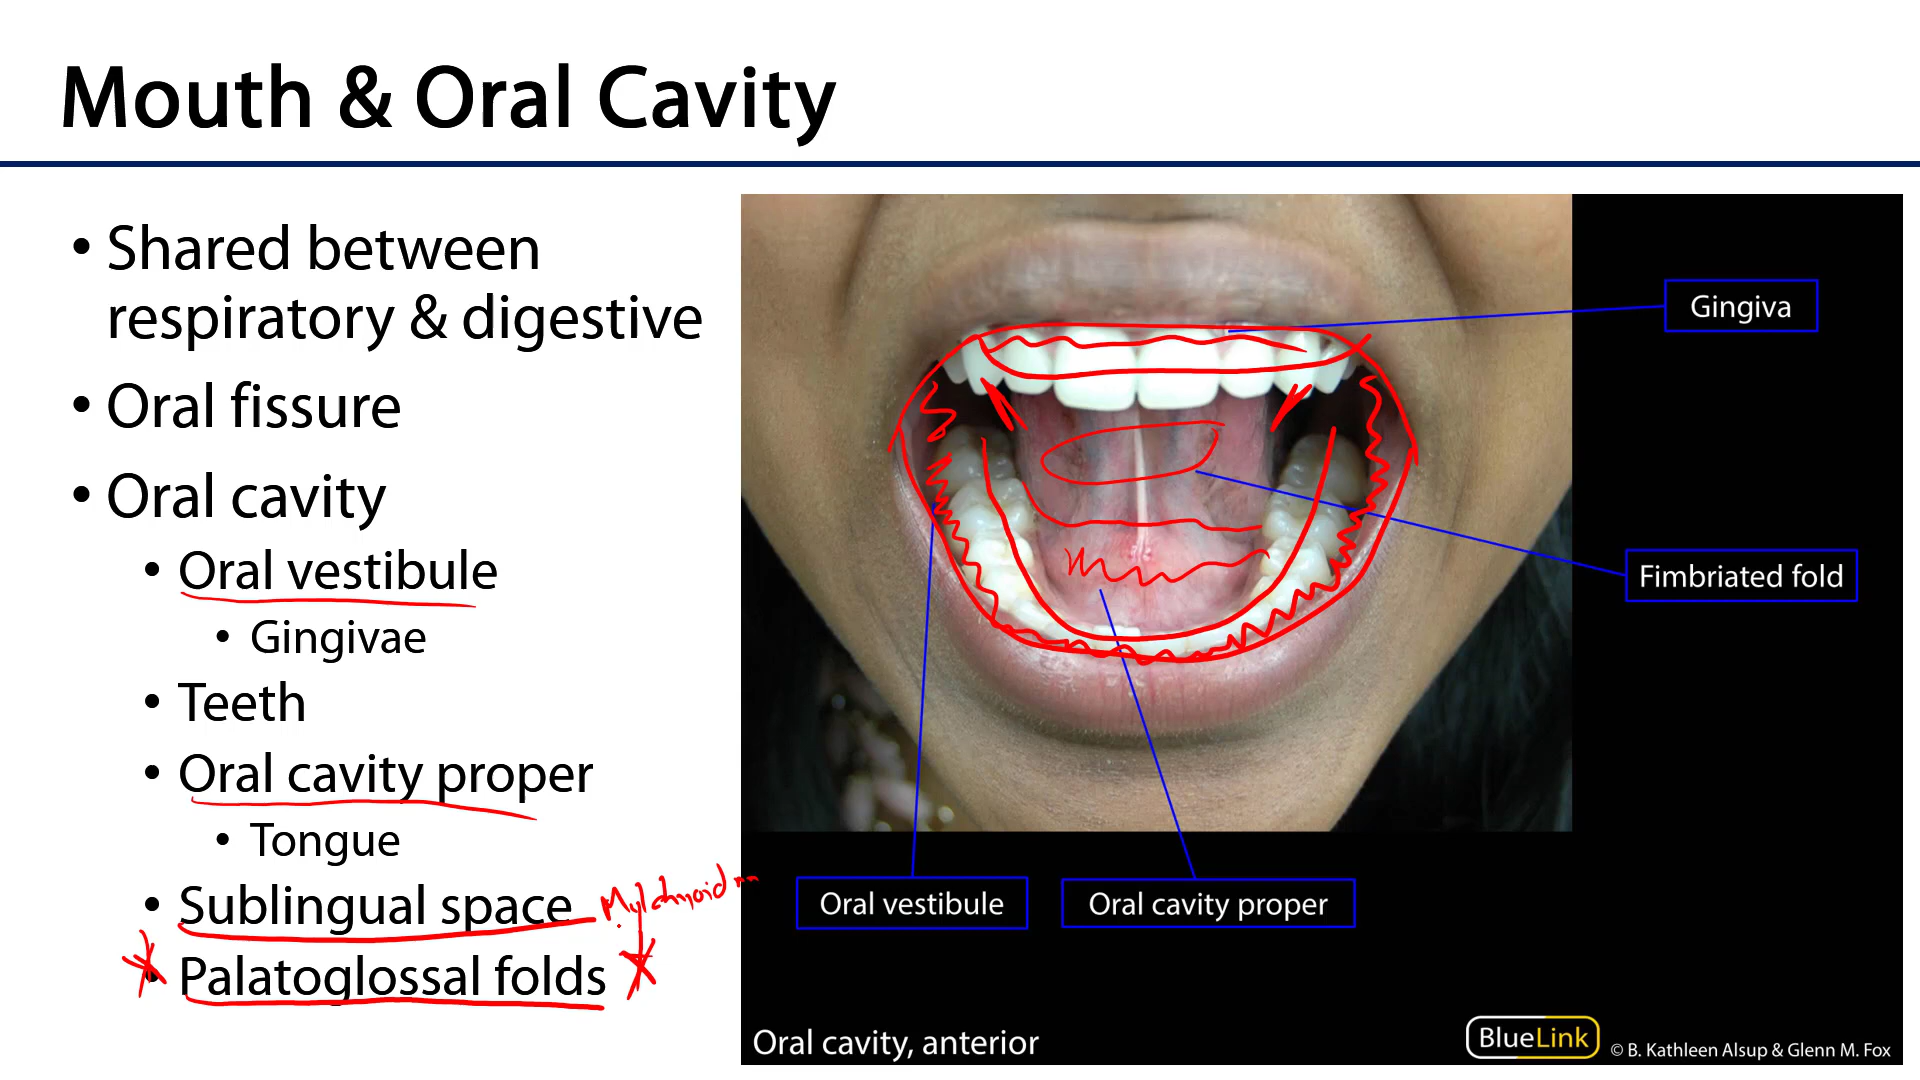 Mouth & Oral Cavity
• Shared between
respiratory & digestive
• Oral fissure
• Oral cavity
• Oral vestibule
• Gingivae
• Teeth
• Oral cavity proper
• Tongue
• Sublingual space
• Palatoglossal folds
Gingiva
Fimbriated fold
Oral vestibule
Oral cavity proper
Oral cavity, anterior
BlueLink
© B. Kathleen Alsup & Glenn M. Fox